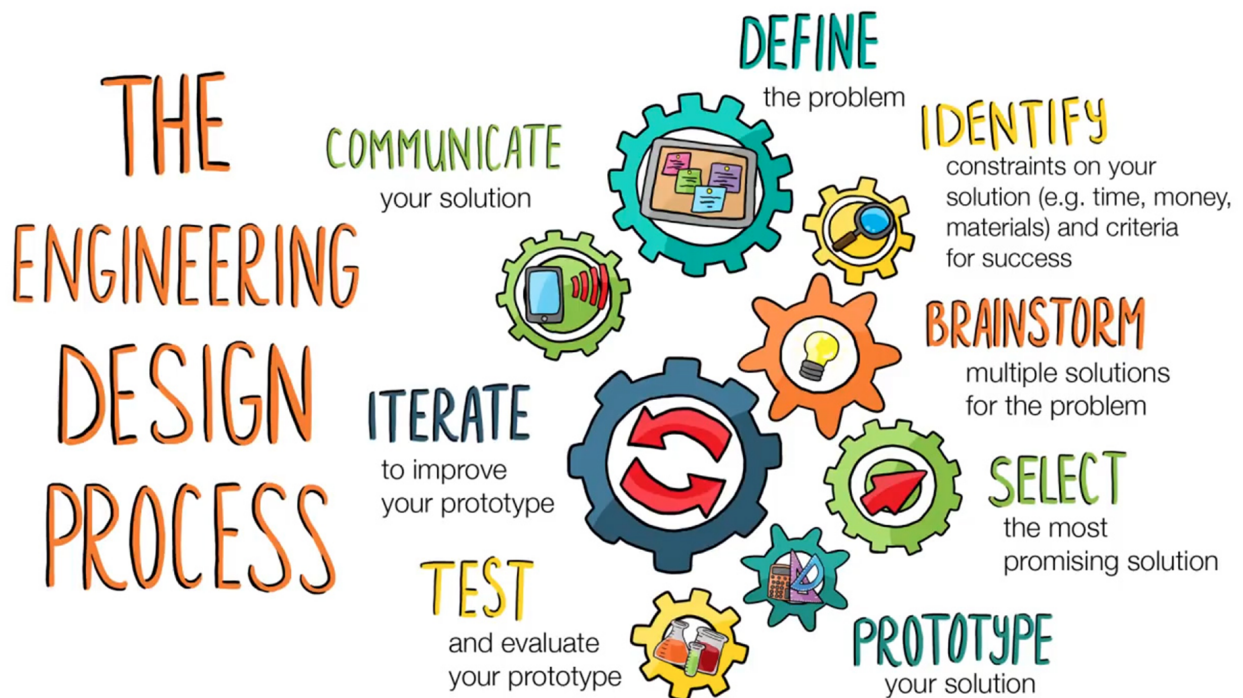 THE
ENGINEERING
DESIGN
PROCESS
DEFINE
the problem
IDENTIFY
constraints on your
solution (e.g. time, money,
materials) and criteria
for success
BRAINSTORM
multiple solutions
for the problem
SELECT
the most
promising solution
PROTOTYPE
your solution
TEST
and evaluate
your prototype
ITERATE
to improve
your prototype
COMMUNICATE
your solution